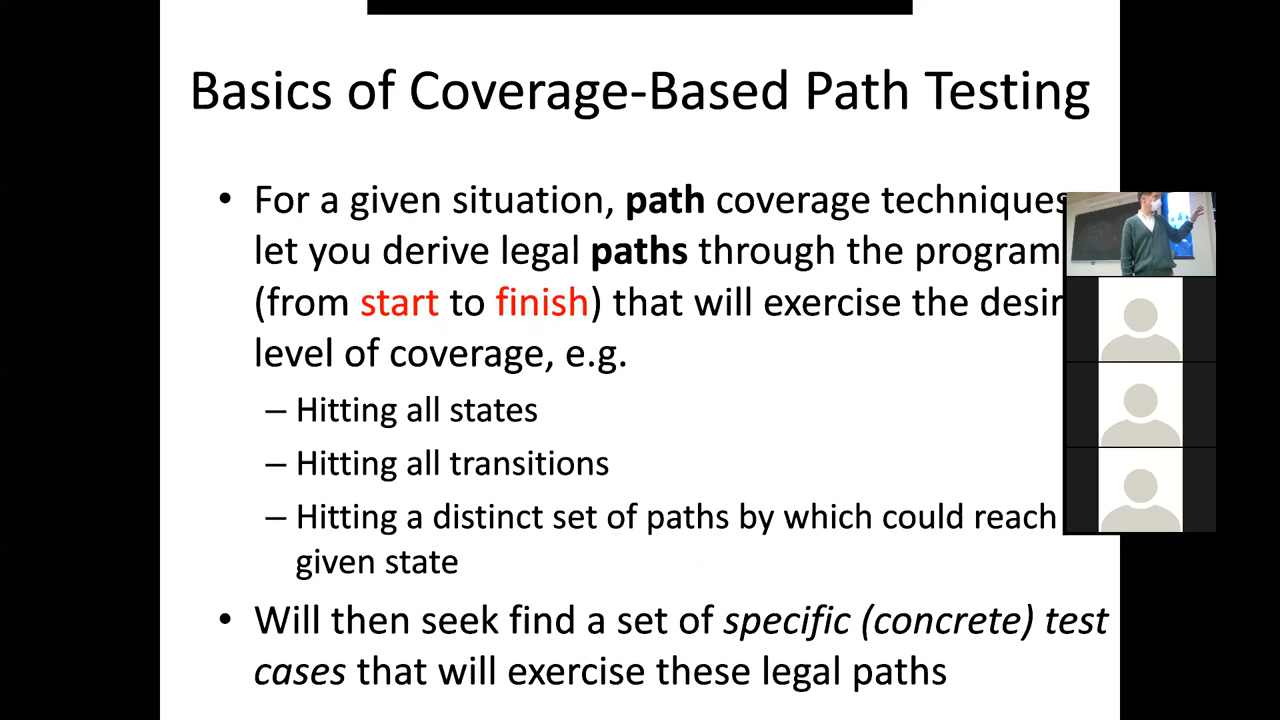 Basics of Coverage-Based Path Testing
• For a given situation, path coverage techniques
let you derive legal paths through the program
(from start to finish) that will exercise the desir
level of coverage, e.g.
– Hitting all states
– Hitting all transitions
– Hitting a distinct set of paths by which could reach
given state
• Will then seek find a set of specific (concrete) test
cases that will exercise these legal paths